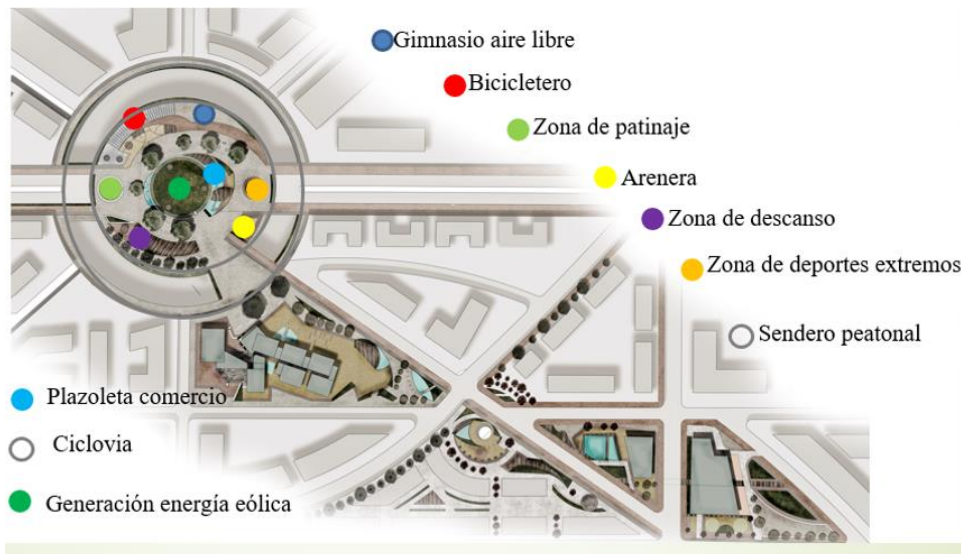 Gimnasio aire libre
Bicicletero
Zona de patinaje
Arenera
Zona de descanso
Zona de deportes extremos
Sendero peatonal
Plazoleta comercio
Ciclovia
Generación energía eólica